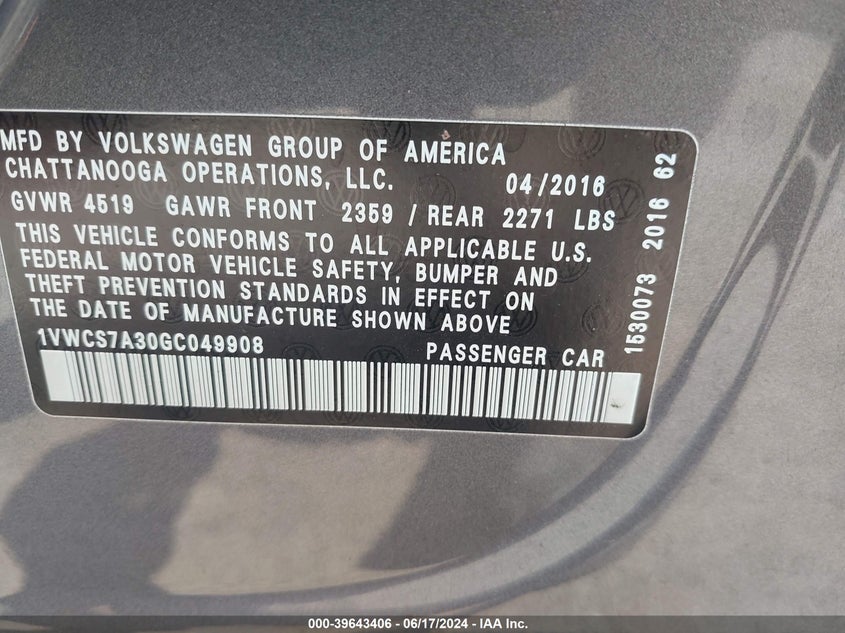 MFD BY VOLKSWAGEN GROUP OF AMERICA
CHATTANOOGA OPERATIONS, LLC. 04/2016
GVWR 4519 GAWR FRONT 2359 / REAR 2271 LBS
THIS VEHICLE CONFORMS TO ALL APPLICABLE U.S.
FEDERAL MOTOR VEHICLE SAFETY, BUMPER AND
THEFT PREVENTION STANDARDS IN EFFECT ON
THE DATE OF MANUFACTURE SHOWN ABOVE
1VWCS7A30GC049908 PASSENGER CAR
1530073 2016 62
000-39643406 - 06/17/2024 - IAA Inc.